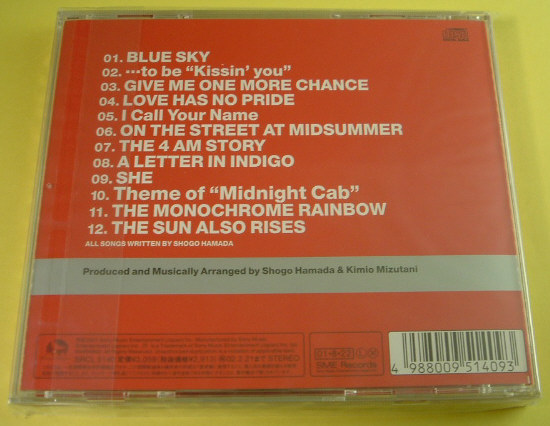 01. BLUE SKY
02. …to be “Kissin’ you”
03. GIVE ME ONE MORE CHANCE
04. LOVE HAS NO PRIDE
05. I Call Your Name
06. ON THE STREET AT MIDSUMMER
07. THE 4 AM STORY
08. A LETTER IN INDIGO
09. SHE
10. Theme of “Midnight Cab”
11. THE MONOCHROME RAINBOW
12. THE SUN ALSO RISES
ALL SONGS WRITTEN BY SHOGO HAMADA
Produced and Musically Arranged by Shogo Hamada & Kimio Mizutani
SME Records
4 988009 514093